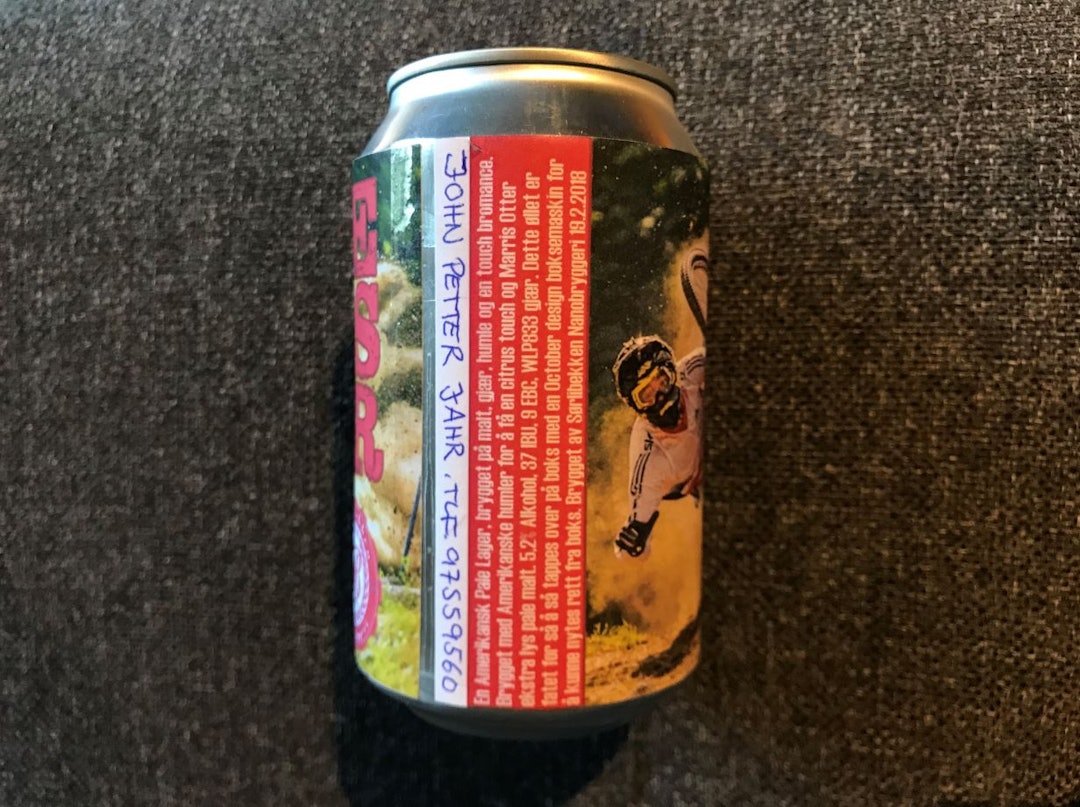 JOHN PETTER JAHR, TLF 97559560
En Amerikansk Pale Lager, brygget på malt, gjær, humle og en touch bromance.
Brygget med Amerikanske humler for å få en citrus touch og Marris Otter
ekstra lys pale malt. 5,2% Alkohol, 37 IBU, 9 EBC, WLP833 gjær. Dette øllet er
fatet for så å så tappes over på boks med en October design boksemaskin for
å kunne nytes rett fra boks. Brygget av Sørlibekken Nanobryggeri 19.2.2018